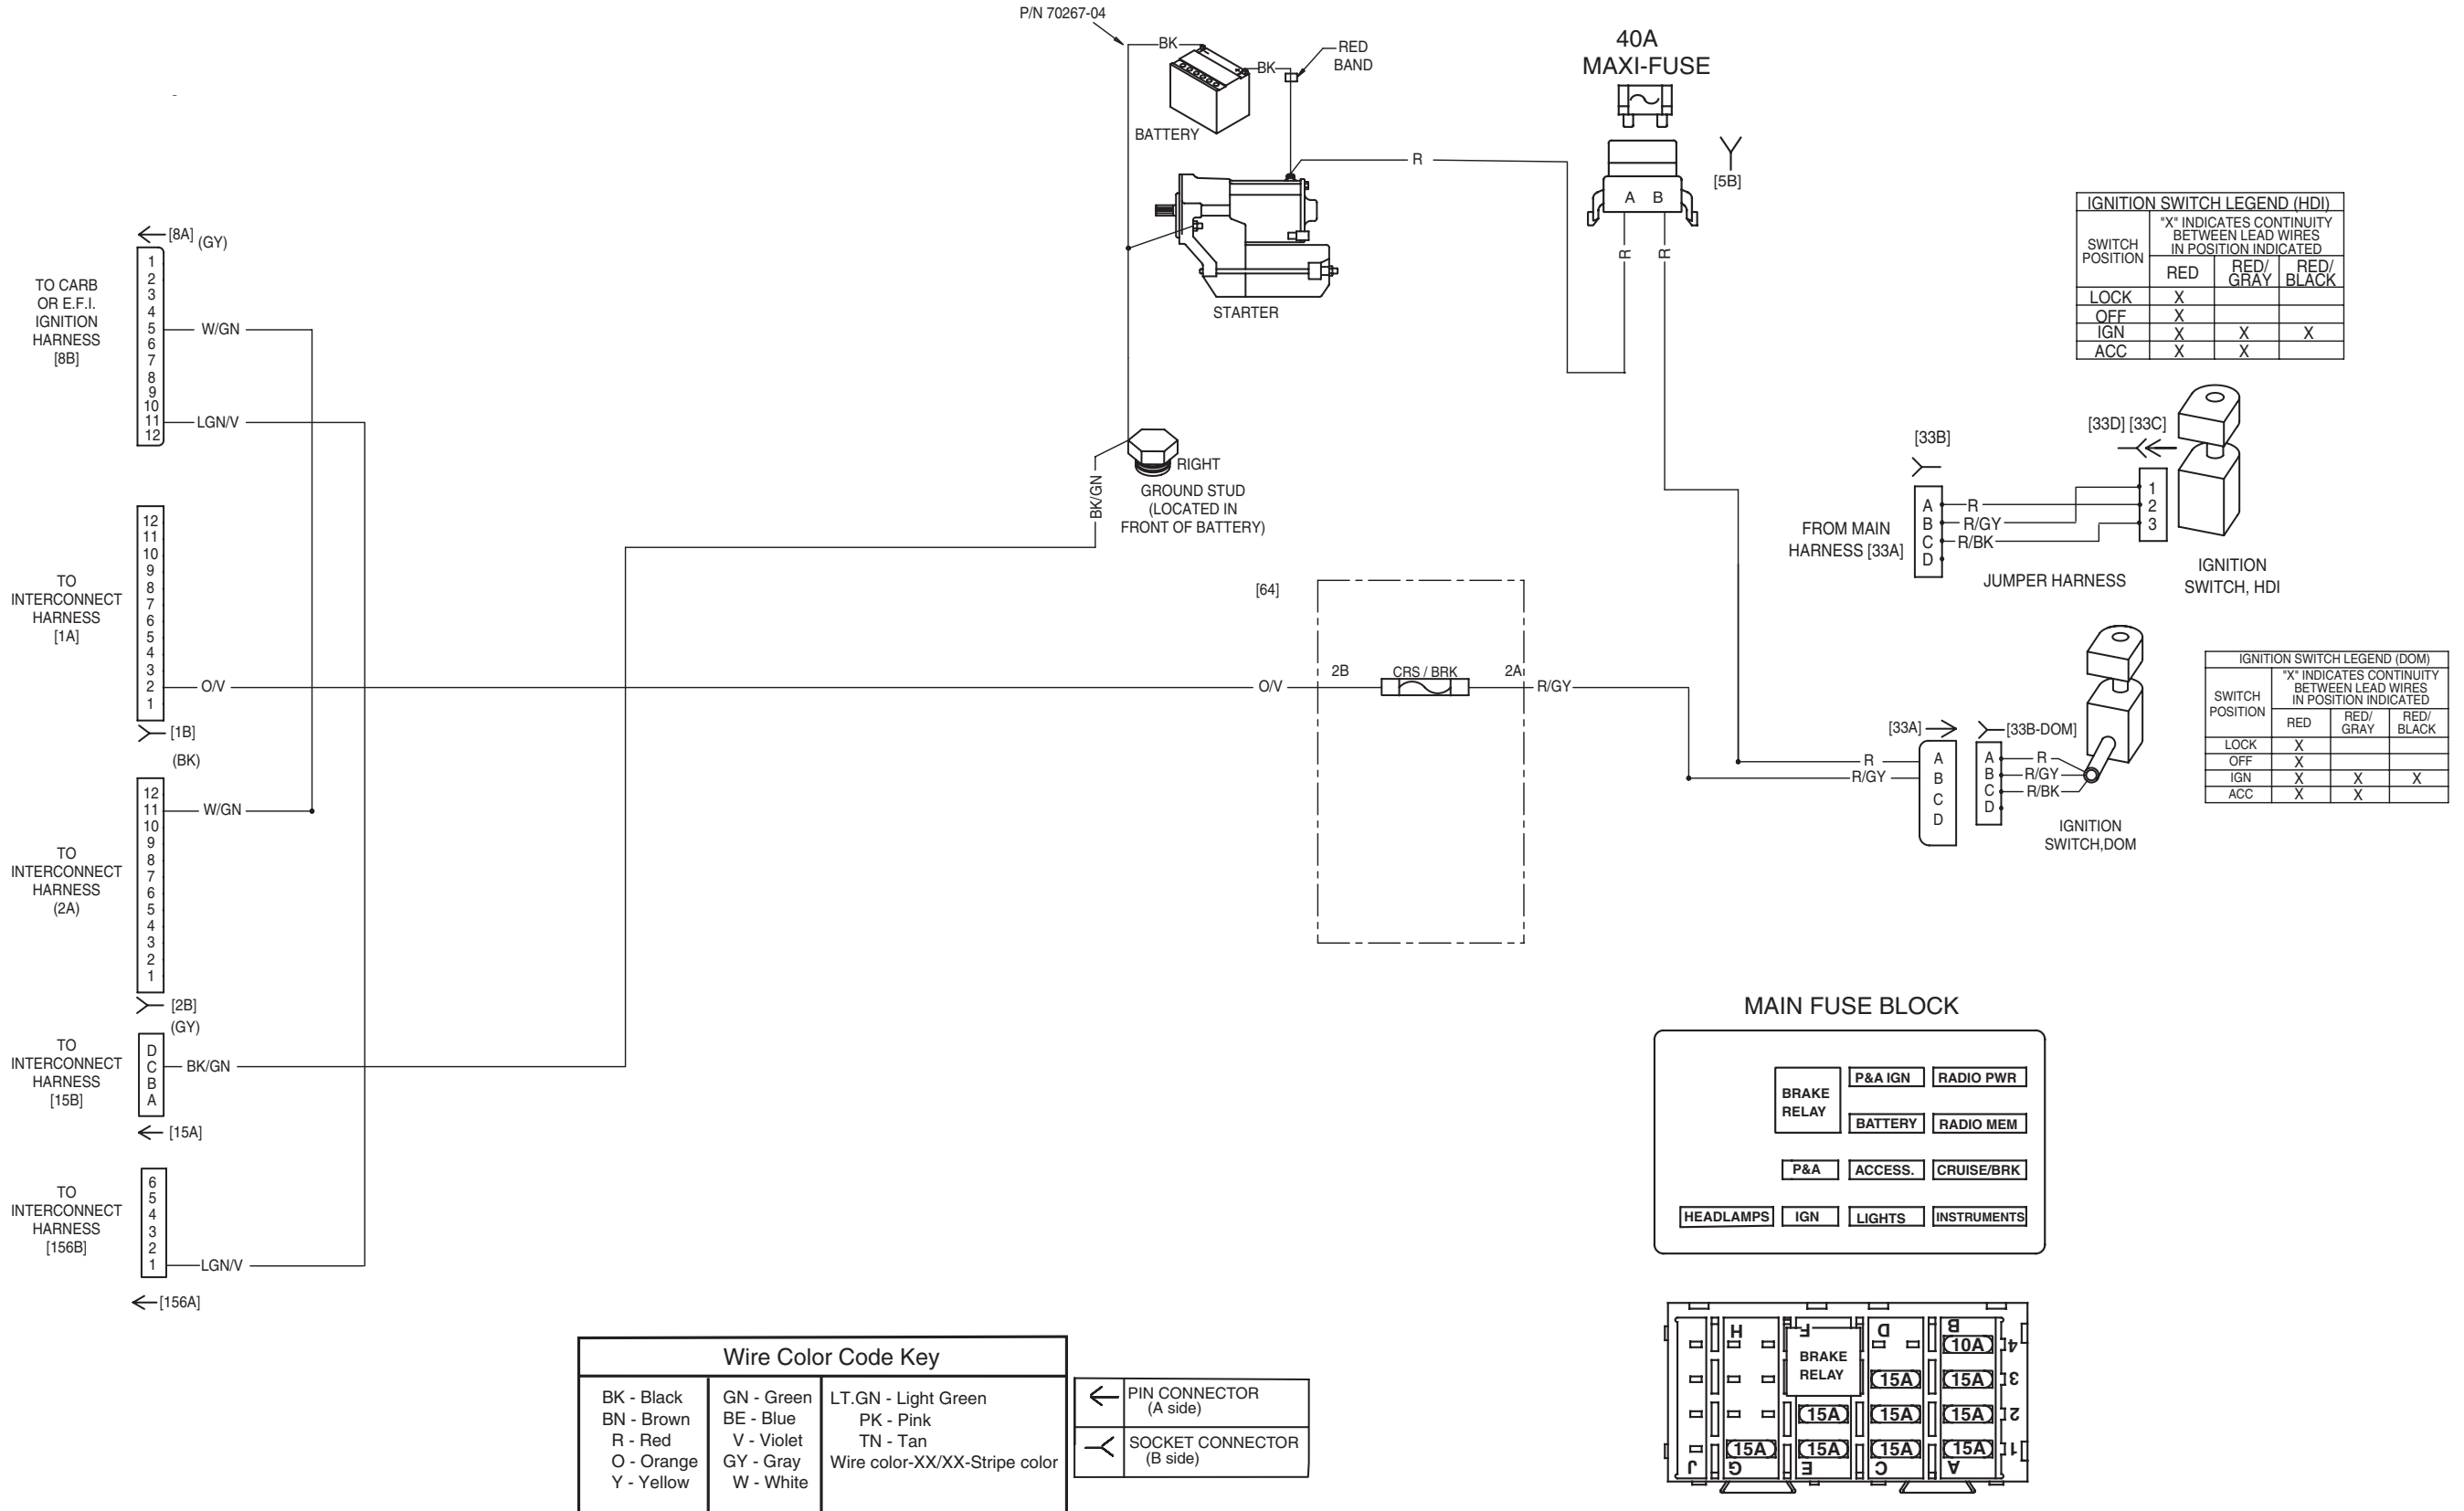 P/N 70267-04
BK
BK
RED
BAND
BATTERY
STARTER
R
40A
MAXI-FUSE
A B
[5B]
R
R
[8A] (GY)
TO CARB
OR E.F.I.
IGNITION
HARNESS
[8B]
1
2
3
4
5 W/GN
6
7
8
9
10
11 LGN/V
12
TO
INTERCONNECT
HARNESS
[1A]
12
11
10
9
8
7
6
5
4
3
2 O/V
1
[1B]
(BK)
TO
INTERCONNECT
HARNESS
(2A)
12
11 W/GN
10
9
8
7
6
5
4
3
2
1
[2B]
(GY)
TO
INTERCONNECT
HARNESS
[15B]
D
C BK/GN
B
A
[15A]
TO
INTERCONNECT
HARNESS
[156B]
6
5
4
3
2
1 LGN/V
[156A]
BK/GN
RIGHT
GROUND STUD
(LOCATED IN
FRONT OF BATTERY)
[64]
O/V 2B CRS / BRK 2A R/GY
IGNITION SWITCH LEGEND (HDI)
SWITCH
POSITION
"X" INDICATES CONTINUITY
BETWEEN LEAD WIRES
IN POSITION INDICATED
RED RED/GRAY RED/BLACK
LOCK X
OFF X
IGN X X X
ACC X X
[33B]
[33D] [33C]
FROM MAIN
HARNESS [33A]
A R 1
B R/GY 2
C R/BK 3
D
JUMPER HARNESS
IGNITION
SWITCH, HDI
[33A]
[33B-DOM]
R A A R
R/GY B B R/GY
C C R/BK
D D
IGNITION
SWITCH,DOM
IGNITION SWITCH LEGEND (DOM)
SWITCH
POSITION
"X" INDICATES CONTINUITY
BETWEEN LEAD WIRES
IN POSITION INDICATED
RED RED/GRAY RED/BLACK
LOCK X
OFF X
IGN X X X
ACC X X
MAIN FUSE BLOCK
BRAKE
RELAY
P&A IGN RADIO PWR
BATTERY RADIO MEM
P&A ACCESS. CRUISE/BRK
HEADLAMPS IGN LIGHTS INSTRUMENTS
H F D B
BRAKE
RELAY
10A 4
15A 15A 3
15A 15A 15A 2
15A 15A 15A 15A 1
J G E C A
Wire Color Code Key
BK - Black GN - Green LT.GN - Light Green
BN - Brown BE - Blue PK - Pink
R - Red V - Violet TN - Tan
O - Orange GY - Gray Wire color-XX/XX-Stripe color
Y - Yellow W - White
PIN CONNECTOR
(A side)
SOCKET CONNECTOR
(B side)